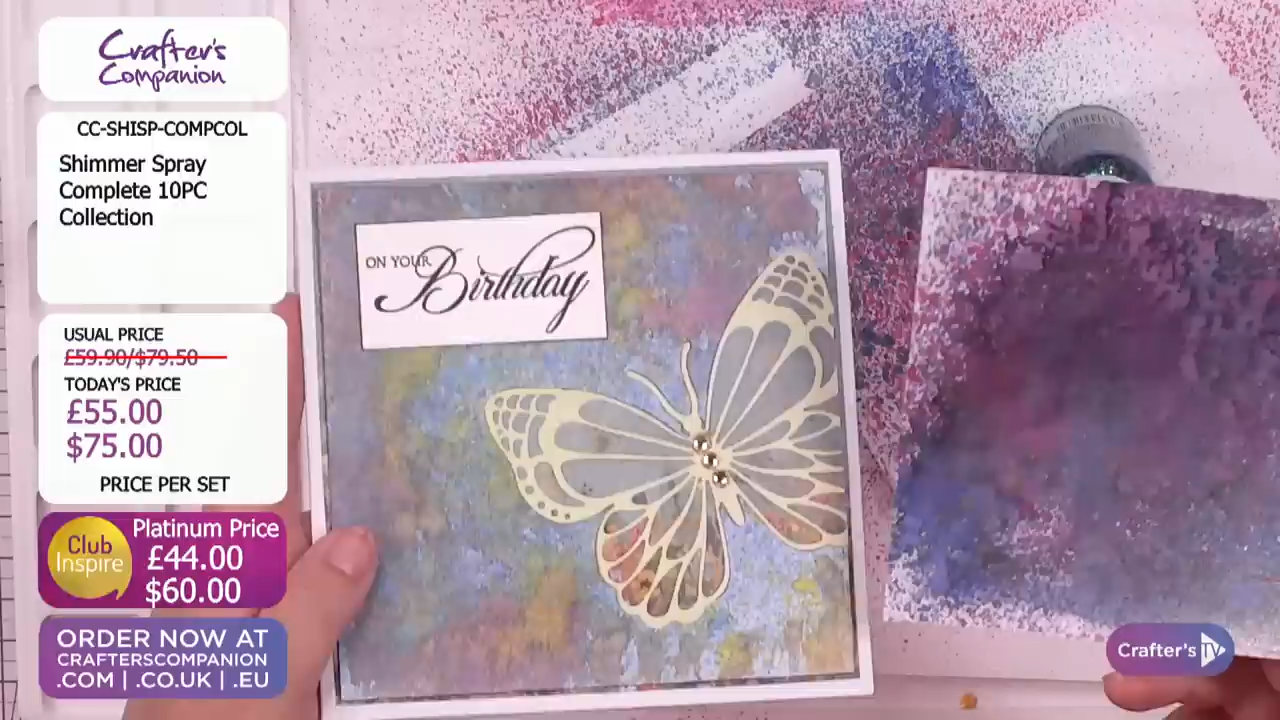 Crafter's
Companion
CC-SHISP-COMPCOL
Shimmer Spray
Complete 10PC
Collection
USUAL PRICE
£59.90/$79.50
TODAY'S PRICE
£55.00
$75.00
PRICE PER SET
Club
Inspire
Platinum Price
£44.00
$60.00
ORDER NOW AT
CRAFTERSCOMPANION
.COM | .CO.UK | .EU
ON YOUR
Birthday
Crafter's TV